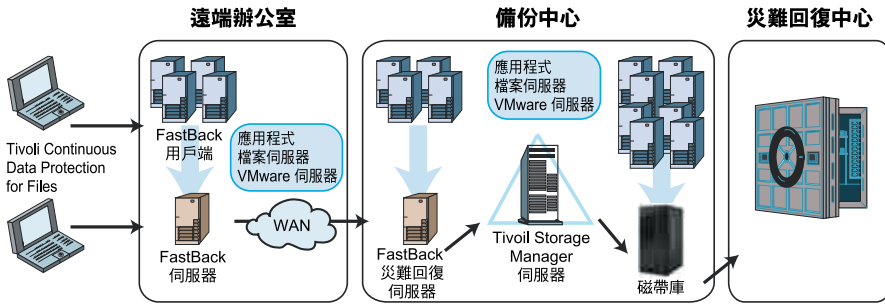 遠端辦公室
備份中心
災難回復中心
Tivoli Continuous
Data Protection
for Files
FastBack
用戶端
應用程式
檔案伺服器
VMware 伺服器
FastBack
伺服器
WAN
FastBack
災難回復
伺服器
應用程式
檔案伺服器
VMware 伺服器
Tivoil Storage
Manager
伺服器
磁帶庫